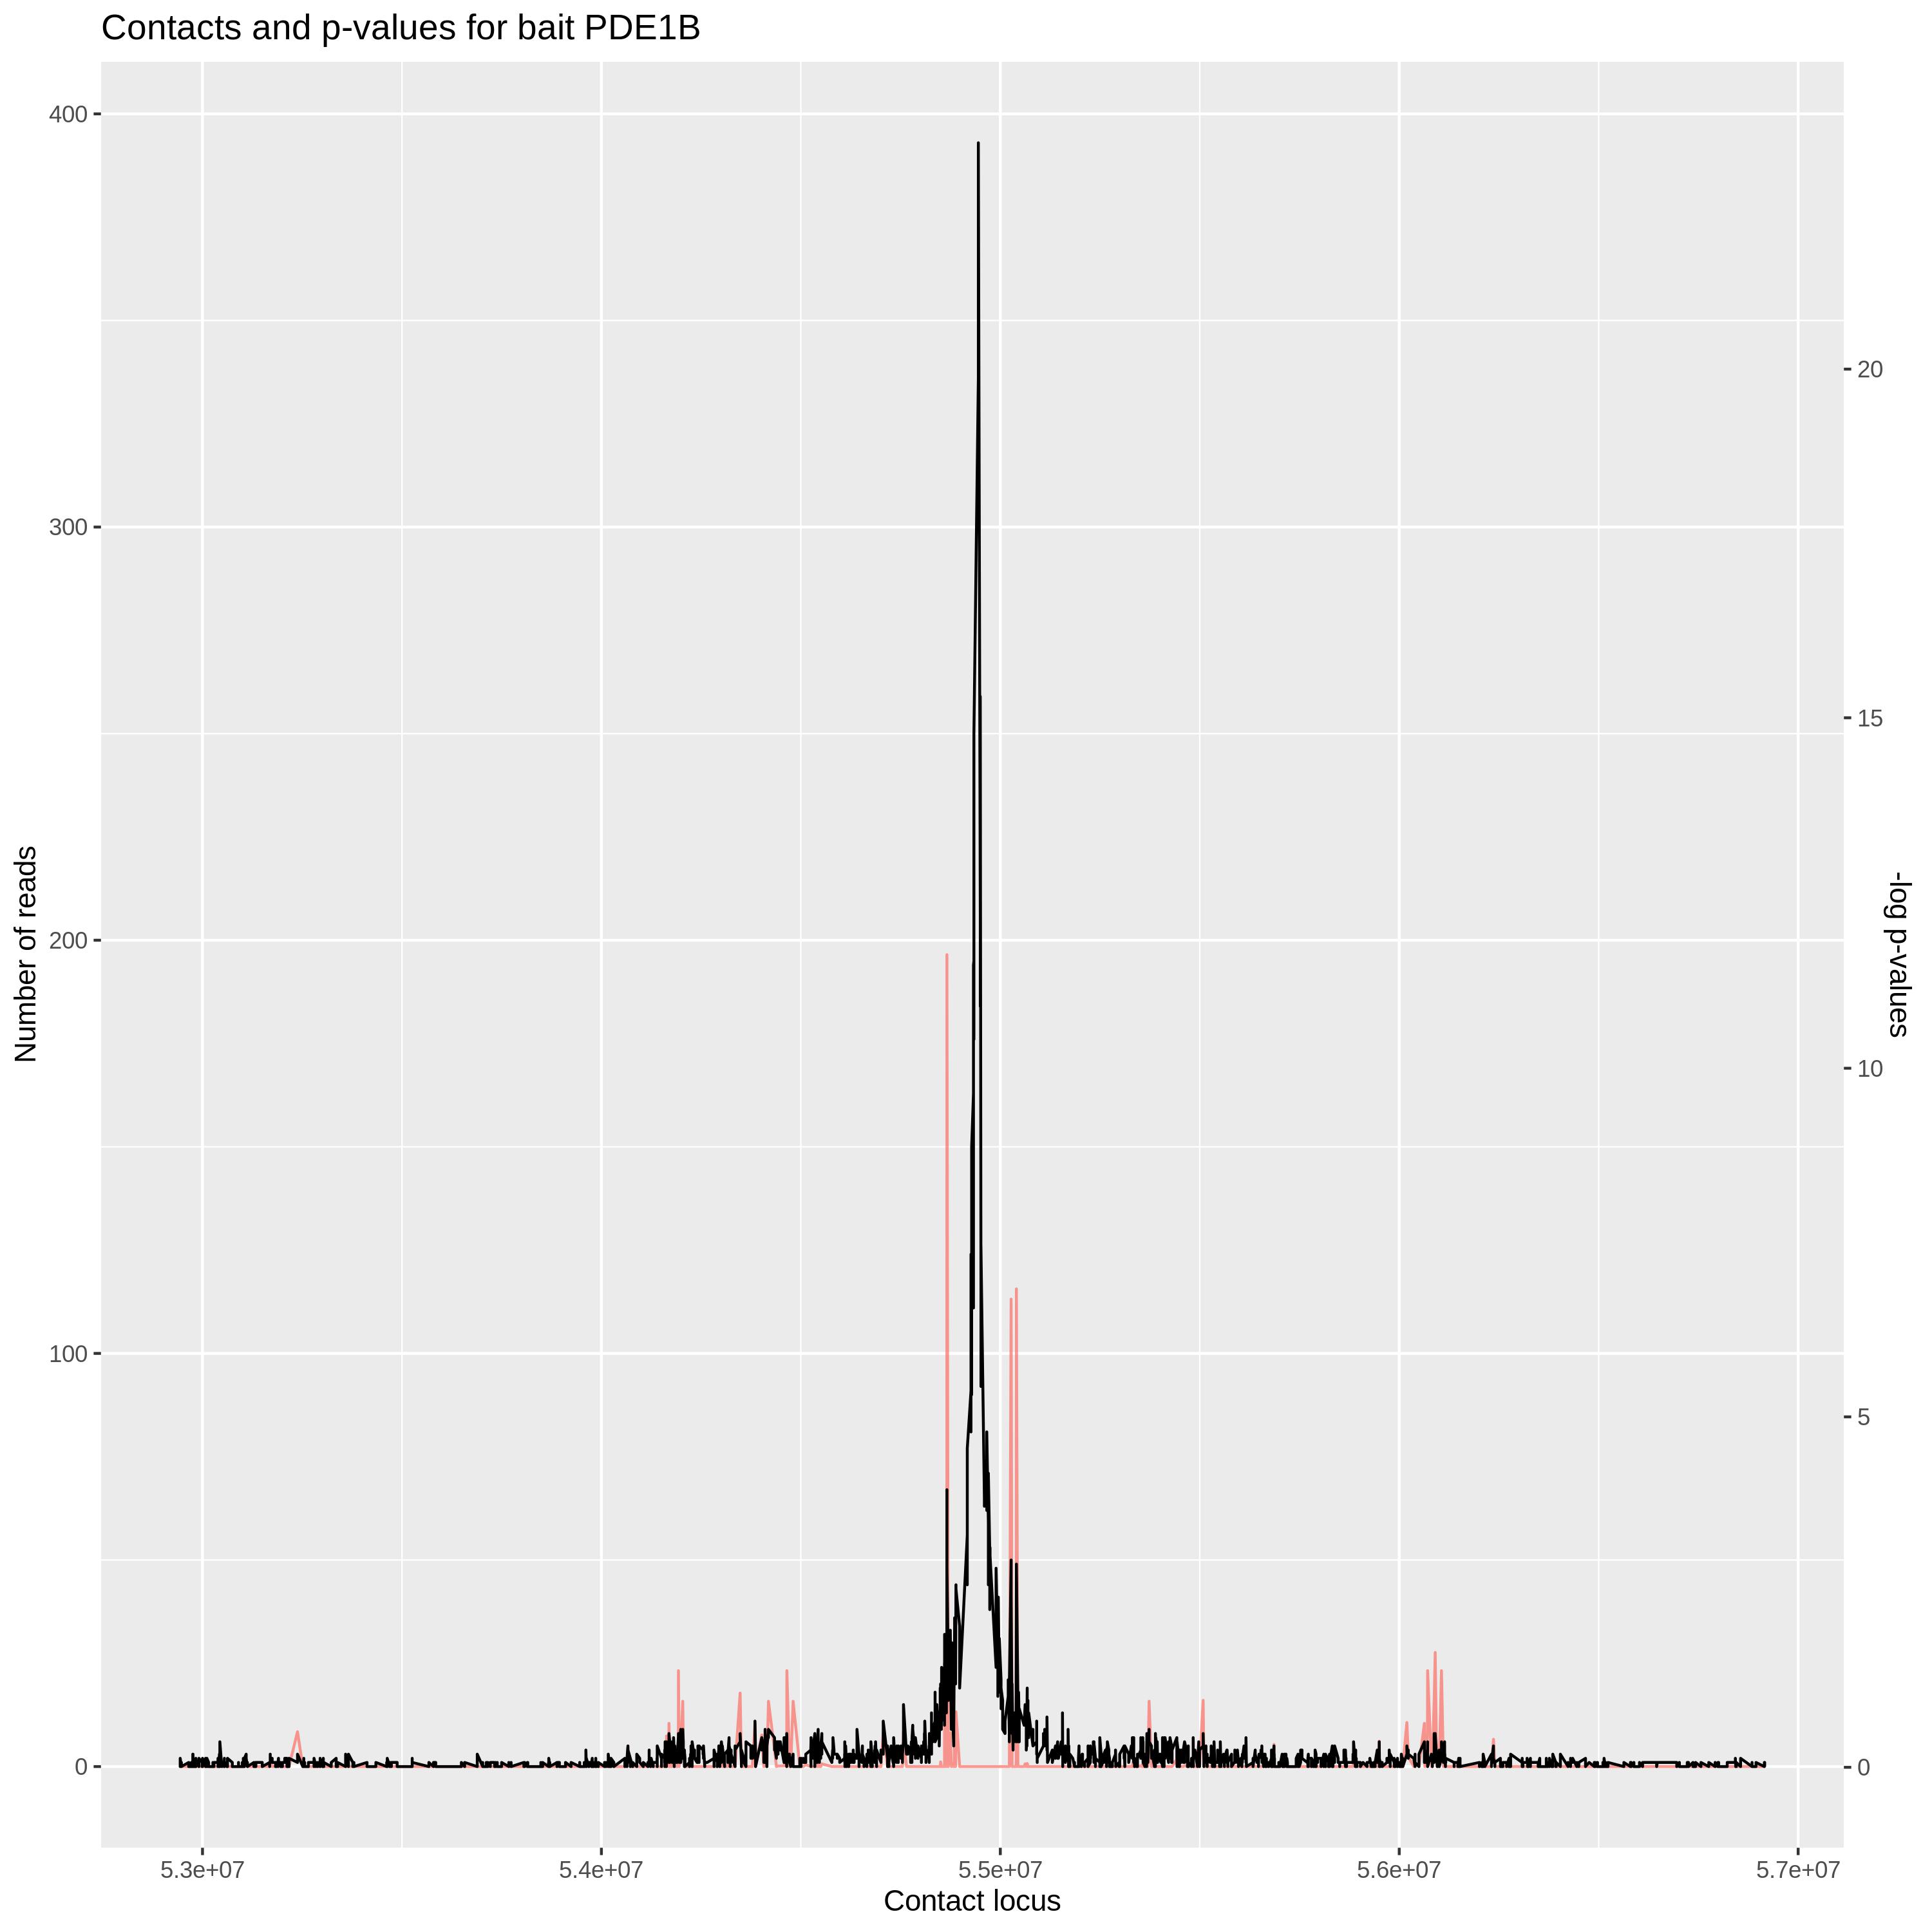 Contacts and p-values for bait PDE1B
400
300
200
100
0
Number of reads
20
15
10
5
0
-log p-values
5.3e+07
5.4e+07
5.5e+07
5.6e+07
5.7e+07
Contact locus